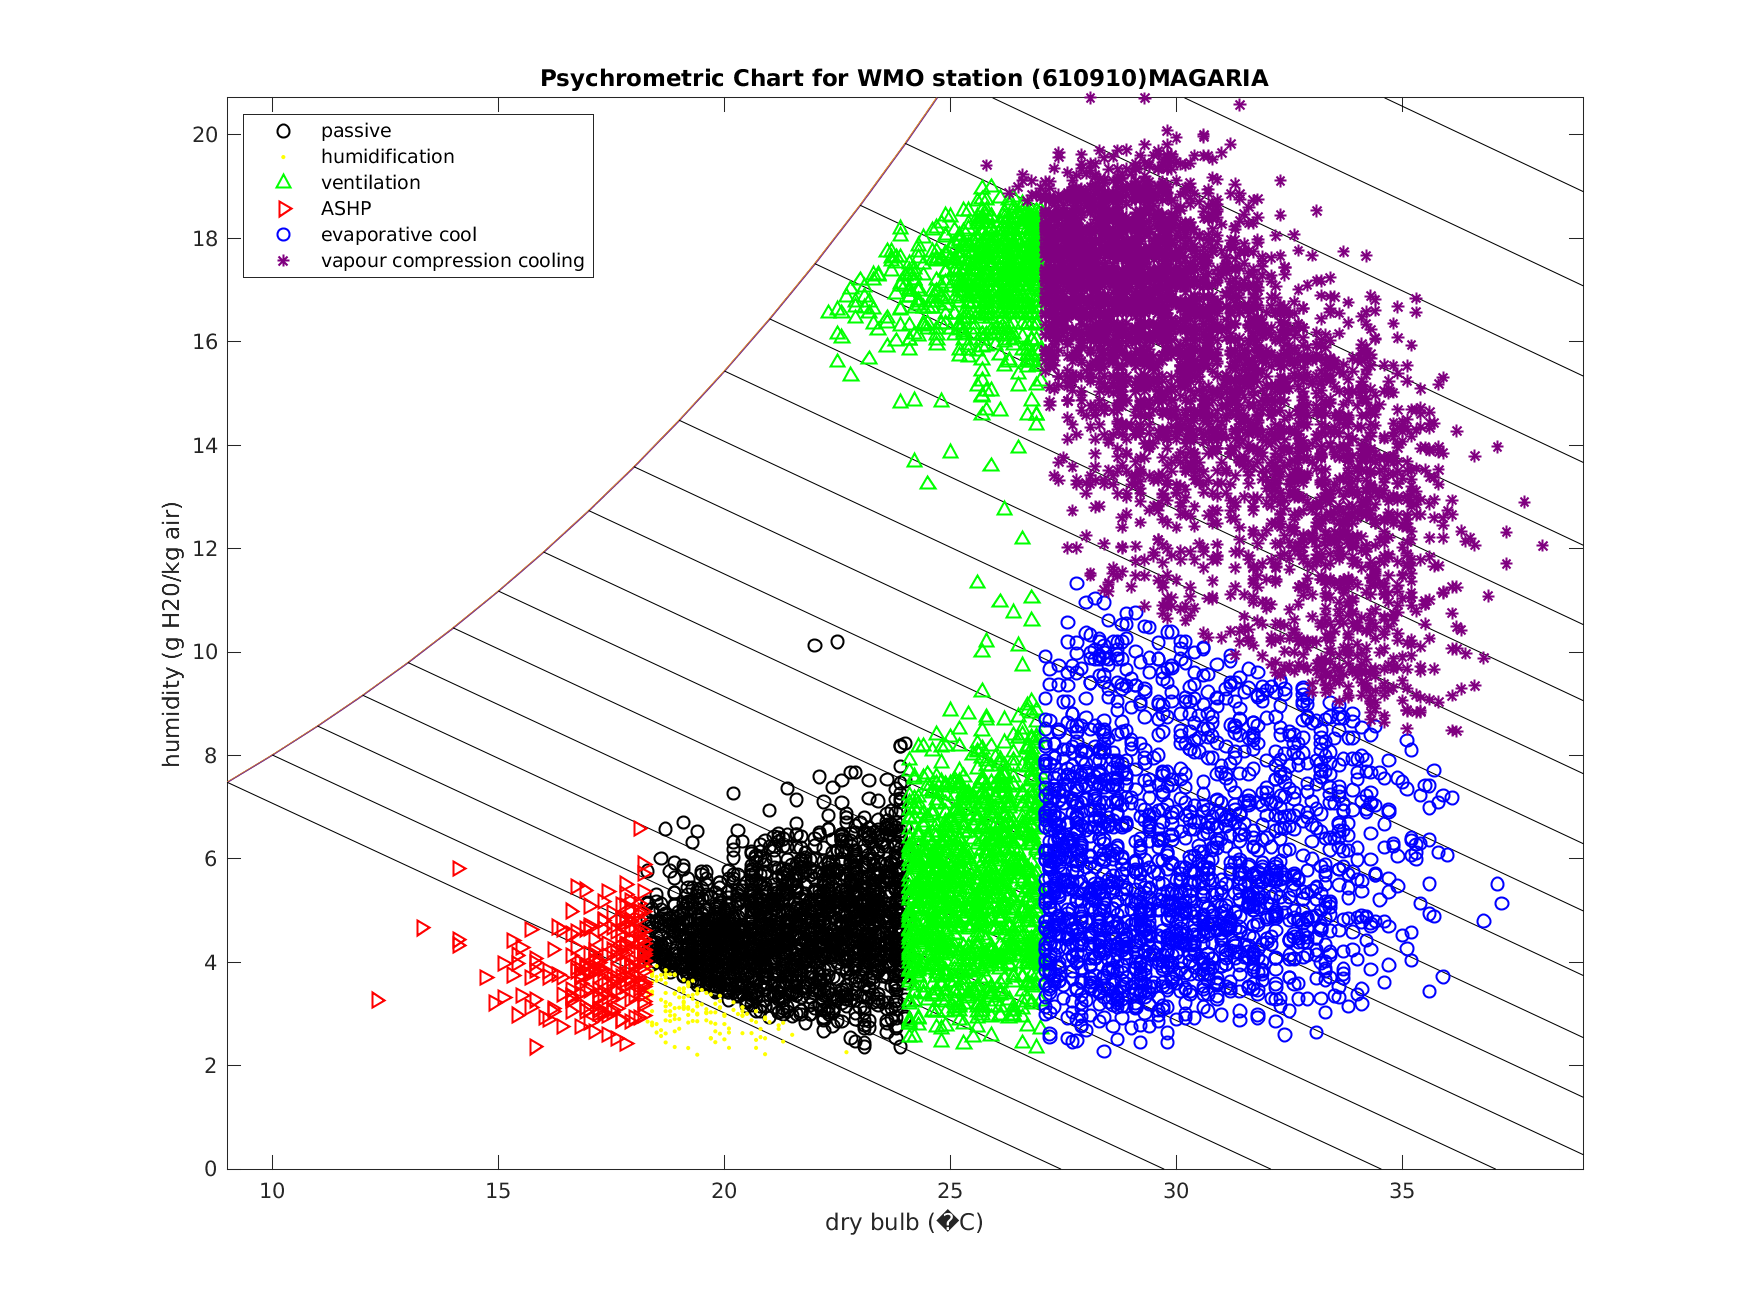 Psychrometric Chart for WMO station (610910)MAGARIA
passive
humidification
ventilation
ASHP
evaporative cool
vapour compression cooling
humidity (g H20/kg air)
20
18
16
14
12
10
8
6
4
2
0
10 15 20 25 30 35
dry bulb (�C)